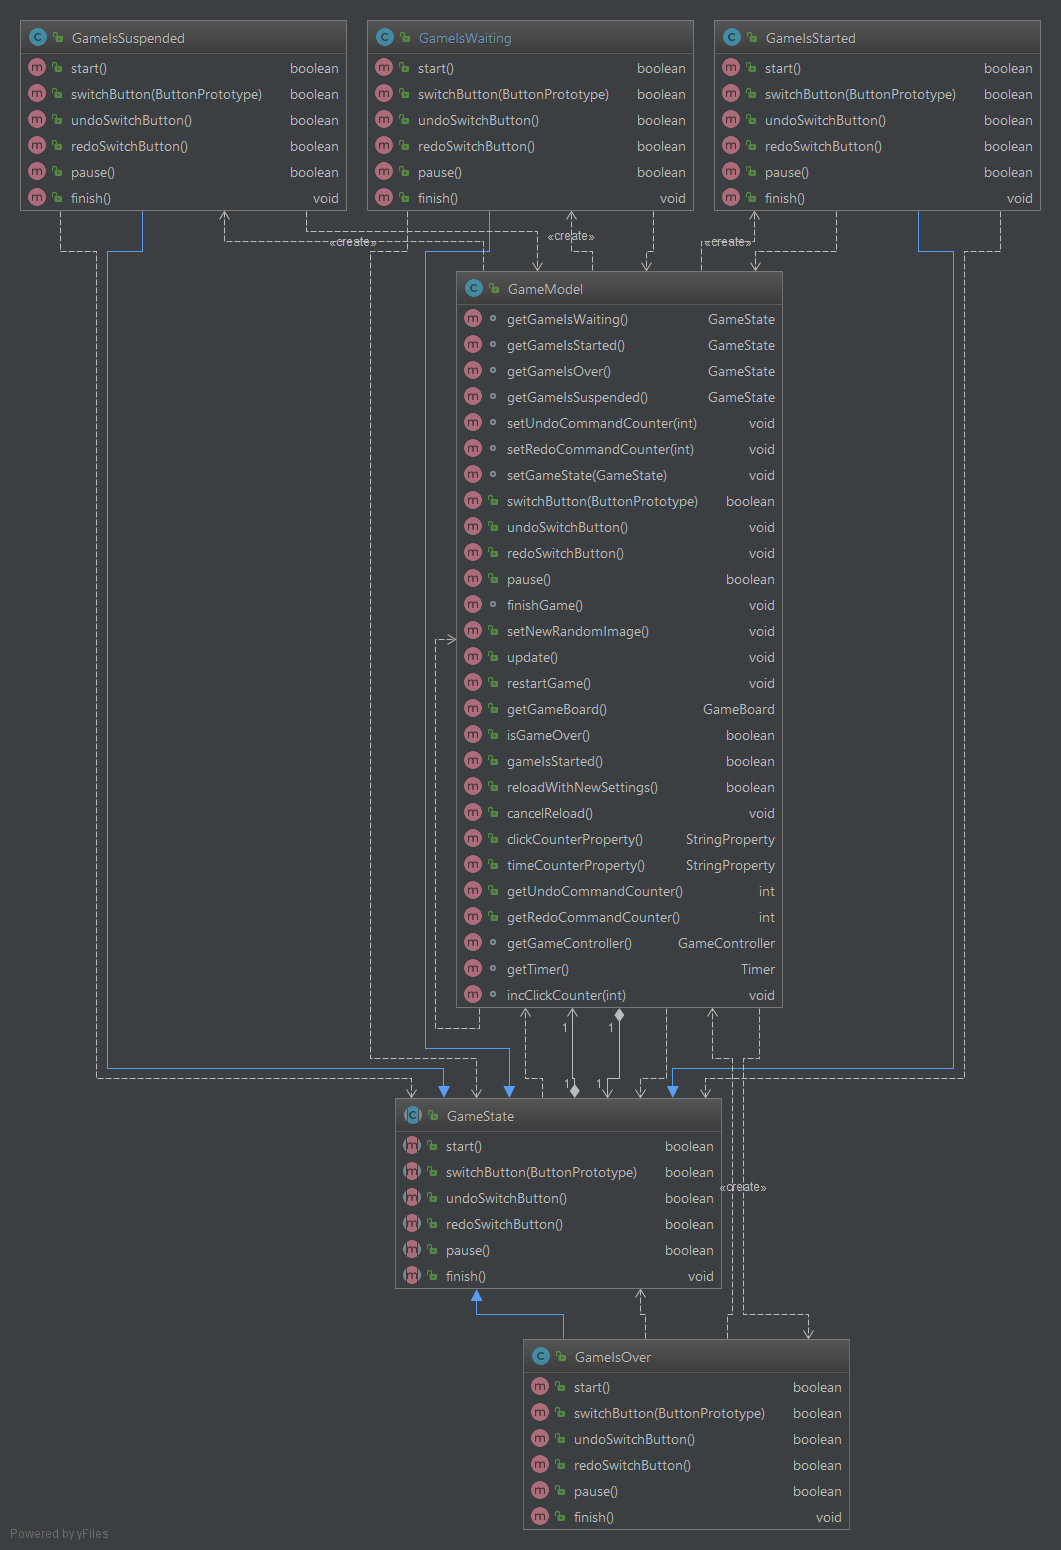 GameIsSuspended
start() boolean
switchButton(ButtonPrototype) boolean
undoSwitchButton() boolean
redoSwitchButton() boolean
pause() boolean
finish() void
GameIsWaiting
start() boolean
switchButton(ButtonPrototype) boolean
undoSwitchButton() boolean
redoSwitchButton() boolean
pause() boolean
finish() void
GameIsStarted
start() boolean
switchButton(ButtonPrototype) boolean
undoSwitchButton() boolean
redoSwitchButton() boolean
pause() boolean
finish() void
«create»
«create»
«create»
GameModel
getGameIsWaiting() GameState
getGameIsStarted() GameState
getGameIsOver() GameState
getGameIsSuspended() GameState
setUndoCommandCounter(int) void
setRedoCommandCounter(int) void
setGameState(GameState) void
switchButton(ButtonPrototype) boolean
undoSwitchButton() void
redoSwitchButton() void
pause() boolean
finishGame() void
setNewRandomImage() void
update() void
restartGame() void
getGameBoard() GameBoard
isGameOver() boolean
gameIsStarted() boolean
reloadWithNewSettings() boolean
cancelReload() void
clickCounterProperty() StringProperty
timeCounterProperty() StringProperty
getUndoCommandCounter() int
getRedoCommandCounter() int
getGameController() GameController
getTimer() Timer
incClickCounter(int) void
1 1
1 1
GameState
start() boolean
switchButton(ButtonPrototype) boolean
undoSwitchButton() boolean
redoSwitchButton() boolean
pause() boolean
finish() void
«create»
GameIsOver
start() boolean
switchButton(ButtonPrototype) boolean
undoSwitchButton() boolean
redoSwitchButton() boolean
pause() boolean
finish() void
Powered by yFiles